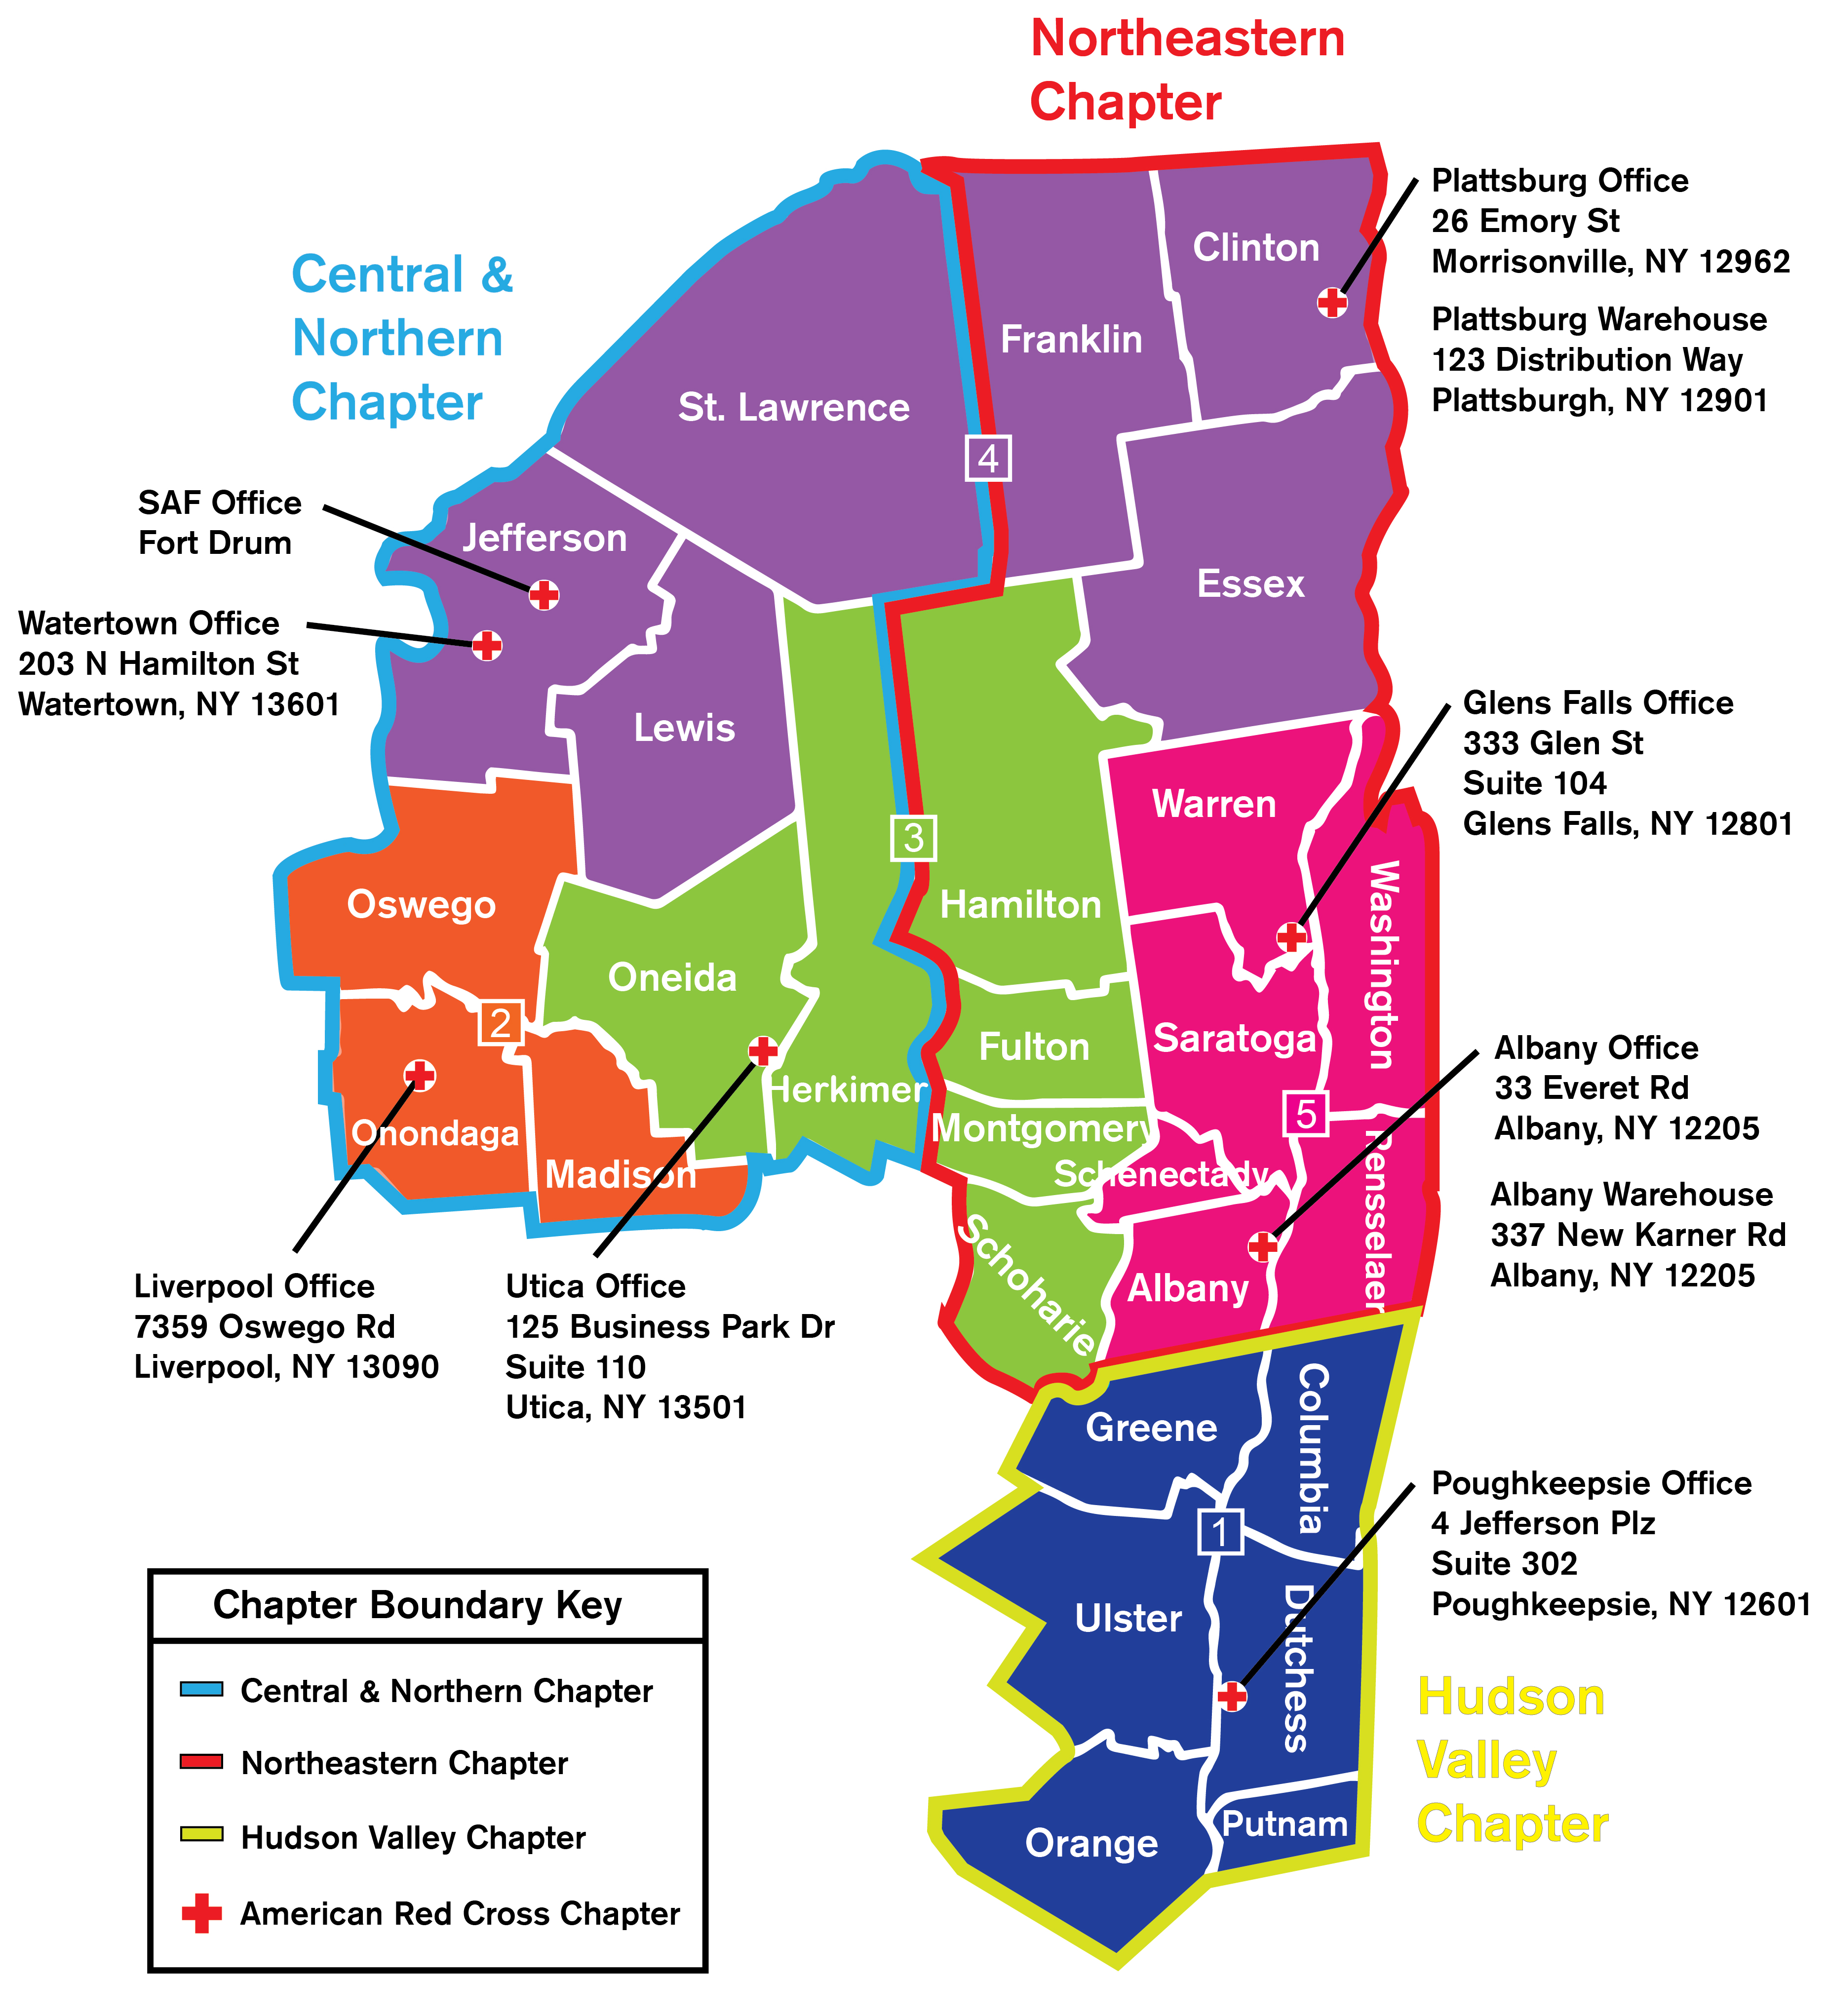 Northeastern
Chapter
Central &
Northern
Chapter
Plattsburg Office
26 Emory St
Morrisonville, NY 12962
Plattsburg Warehouse
123 Distribution Way
Plattsburgh, NY 12901
Clinton
Franklin
St. Lawrence
4
SAF Office
Fort Drum
Jefferson
Essex
Watertown Office
203 N Hamilton St
Watertown, NY 13601
Lewis
Glens Falls Office
333 Glen St
Suite 104
Glens Falls, NY 12801
Warren
3
Oswego
Hamilton
Washington
Oneida
2
Fulton
Saratoga
Albany Office
33 Everet Rd
Albany, NY 12205
Herkimer
5
Onondaga
Montgomery
Madison
Schenectady
Rensselaer
Albany Warehouse
337 New Karner Rd
Albany, NY 12205
Schoharie
Albany
Liverpool Office
7359 Oswego Rd
Liverpool, NY 13090
Utica Office
125 Business Park Dr
Suite 110
Utica, NY 13501
Greene
Columbia
1
Poughkeepsie Office
4 Jefferson Plz
Suite 302
Poughkeepsie, NY 12601
Ulster
Dutchess
Hudson
Valley
Chapter
Orange
Putnam
Chapter Boundary Key
Central & Northern Chapter
Northeastern Chapter
Hudson Valley Chapter
American Red Cross Chapter